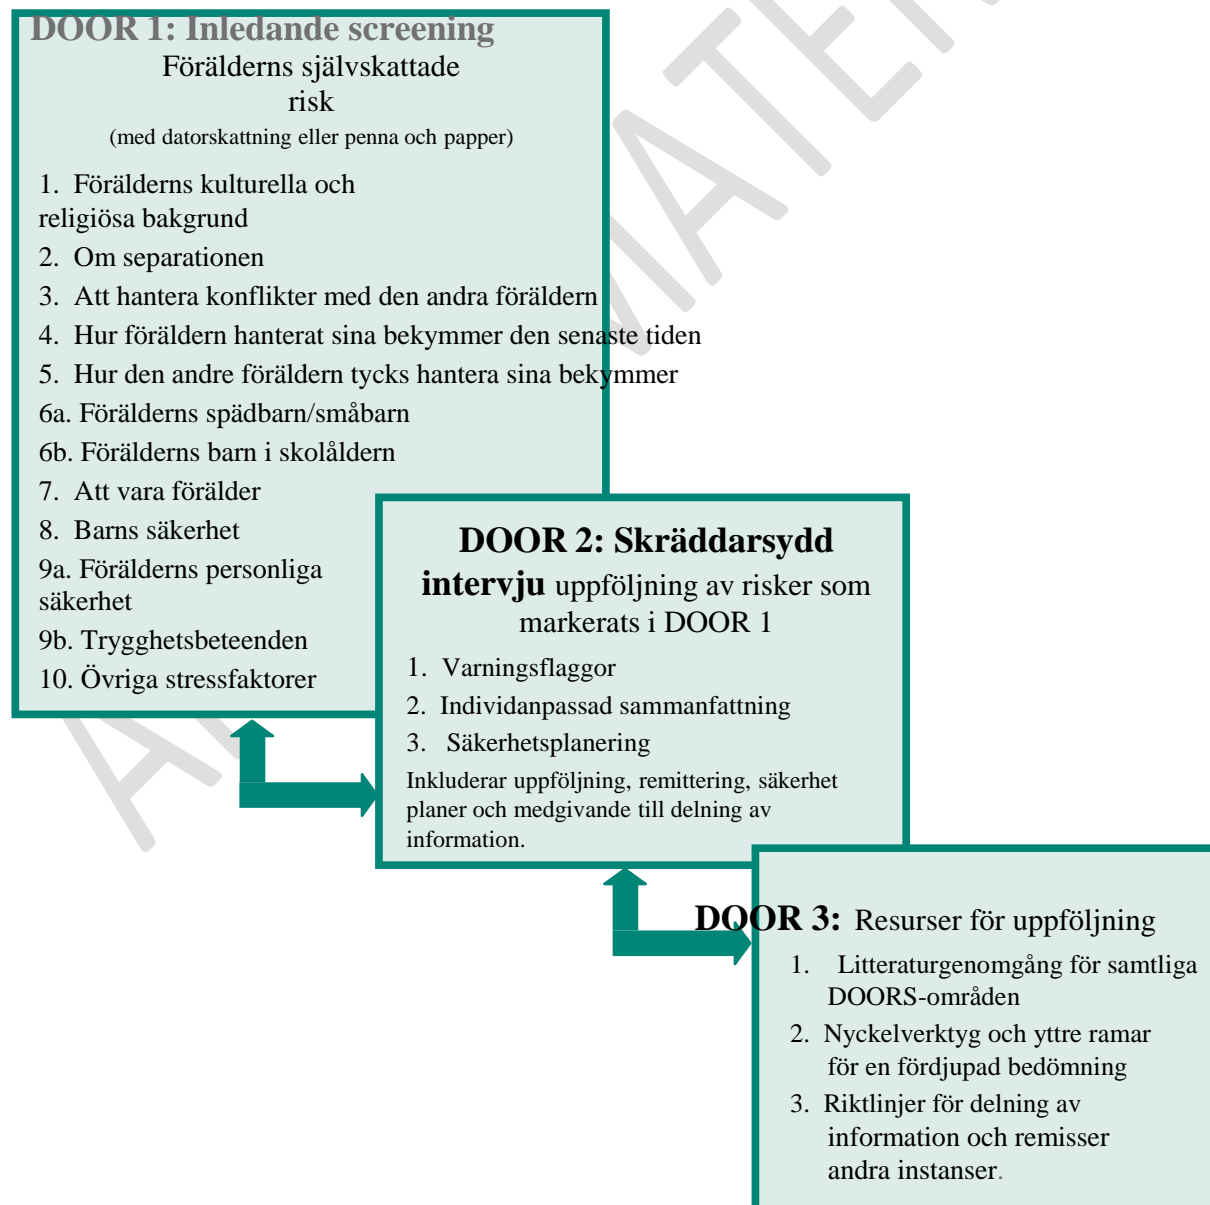 DOOR 1: Inledande screening
Förälderns självskattade
risk
(med datorskattning eller penna och papper)
1. Förälderns kulturella och
religiösa bakgrund
2. Om separationen
3. Att hantera konflikter med den andra föräldern
4. Hur föräldern hanterat sina bekymmer den senaste tiden
5. Hur den andre föräldern tycks hantera sina bekymmer
6a. Förälderns spädbarn/småbarn
6b. Förälderns barn i skolåldern
7. Att vara förälder
8. Barns säkerhet
9a. Förälderns personliga
säkerhet
9b. Trygghetsbeteenden
10. Övriga stressfaktorer
DOOR 2: Skräddarsydd
intervju uppföljning av risker som
markerats i DOOR 1
1. Varningsflaggor
2. Individanpassad sammanfattning
3. Säkerhetsplanering
Inkluderar uppföljning, remittering, säkerhet
planer och medgivande till delning av
information.
DOOR 3: Resurser för uppföljning
1. Litteraturgenomgång för samtliga
DOORS-områden
2. Nyckelverktyg och yttre ramar
för en fördjupad bedömning
3. Riktlinjer för delning av
information och remisser
andra instanser.